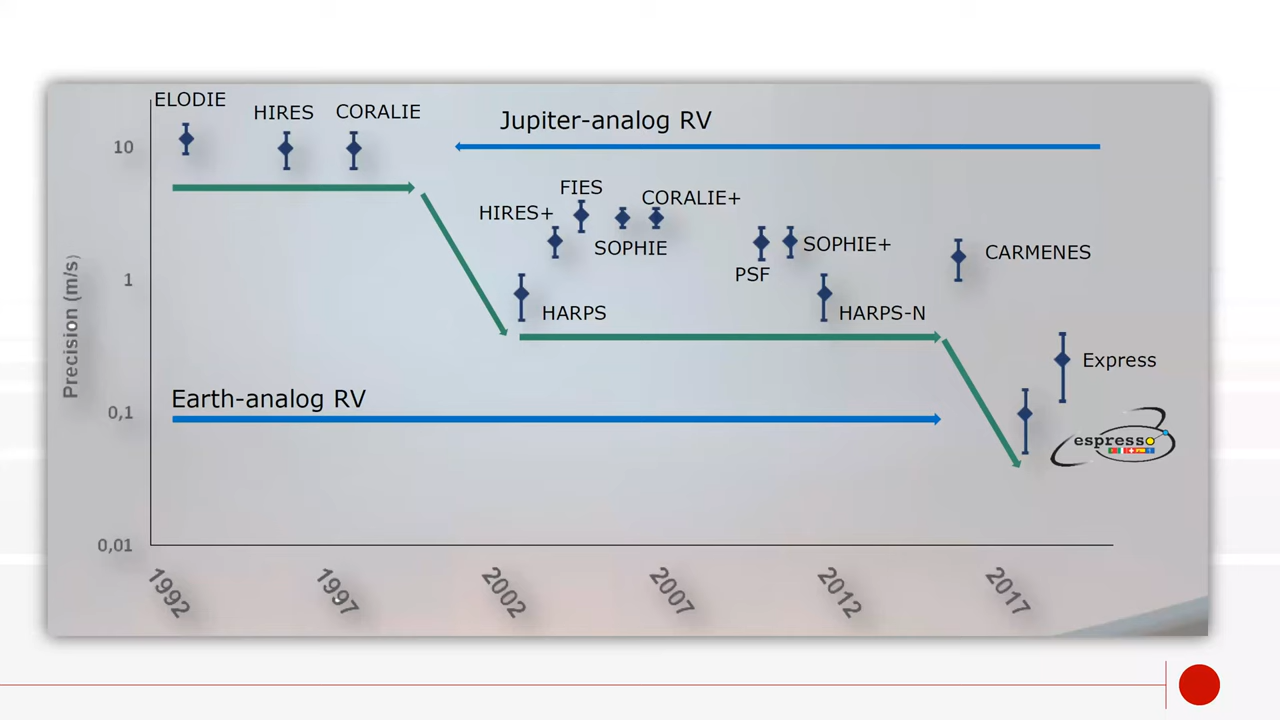 ELODIE
HIRES
CORALIE
Jupiter-analog RV
10
FIES
HIRES+
CORALIE+
SOPHIE
SOPHIE+
PSF
CARMENES
1
HARPS
HARPS-N
Precision (m/s)
Express
Earth-analog RV
0,1
espresso
0,01
1992
1997
2002
2007
2012
2017